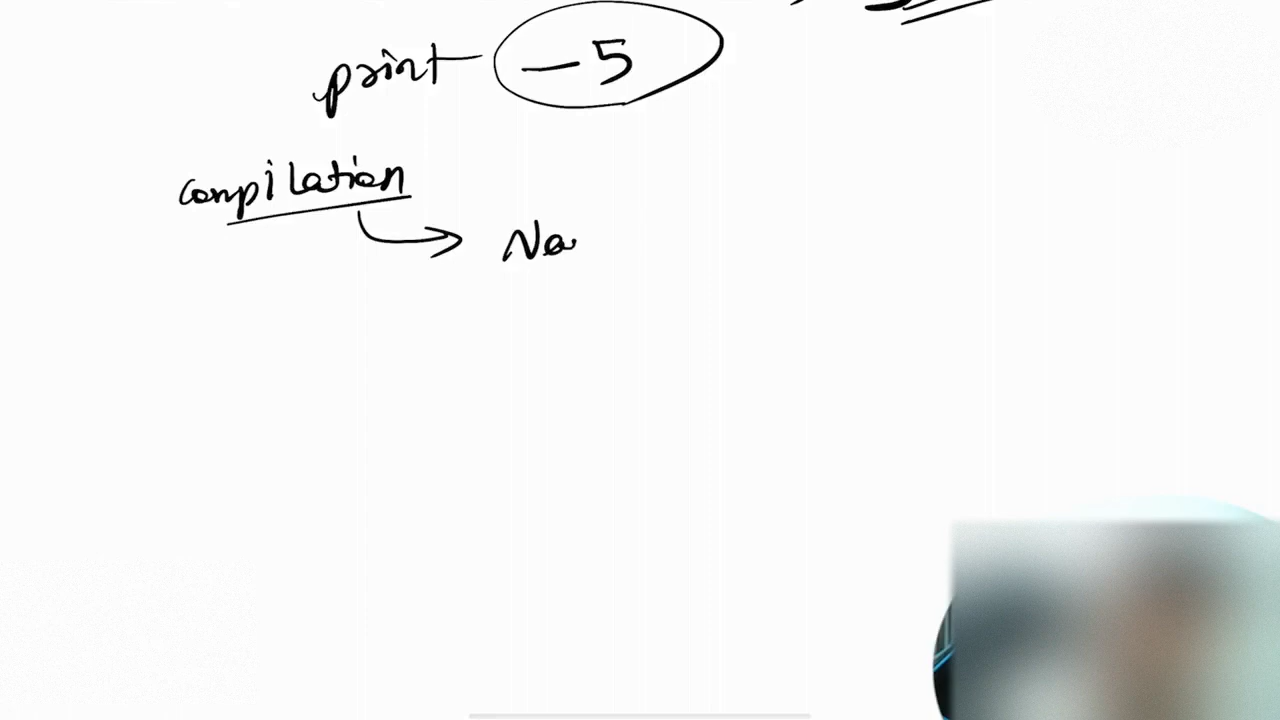 print — -5
compilation
No